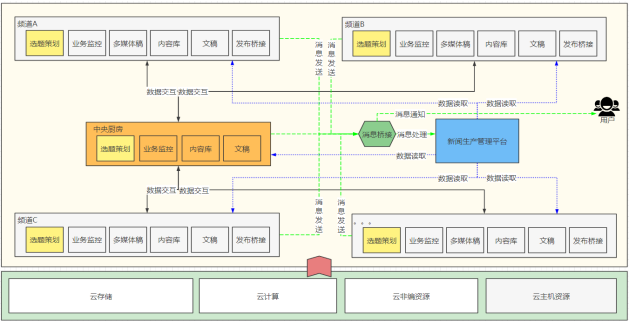 频道A
选题策划 业务监控 多媒体稿 内容库 文稿 发布桥接
频道B
选题策划 业务监控 多媒体稿 内容库 文稿 发布桥接
消息发送
消息发送
数据交互 数据交互
数据读取 数据读取
中央厨房
选题策划 业务监控 内容库 文稿
消息桥接
消息通知
消息处理
新闻生产管理平台
用户
数据读取
数据交互 数据交互
数据读取 数据读取
消息发送
消息发送
频道C
选题策划 业务监控 多媒体稿 内容库 文稿 发布桥接
...
选题策划 业务监控 多媒体稿 内容库 文稿 发布桥接
云存储 云计算 云非编资源 云主机资源